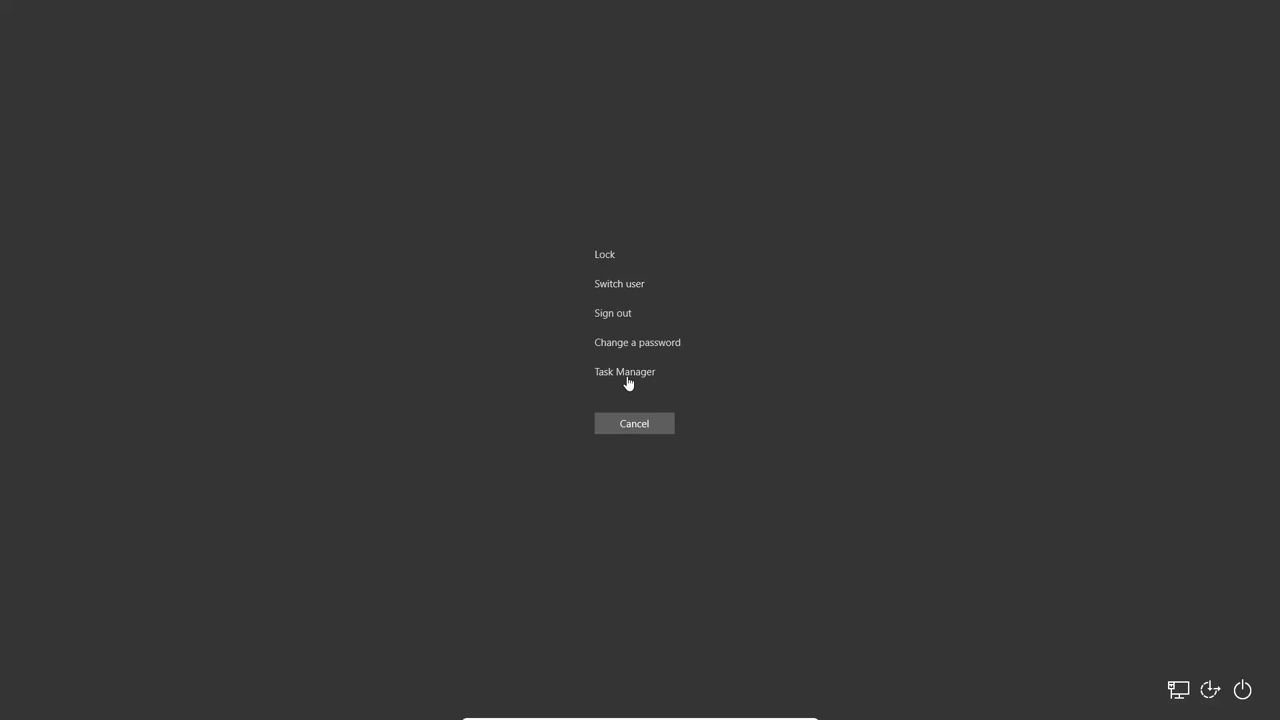 Lock
Switch user
Sign out
Change a password
Task Manager
Cancel